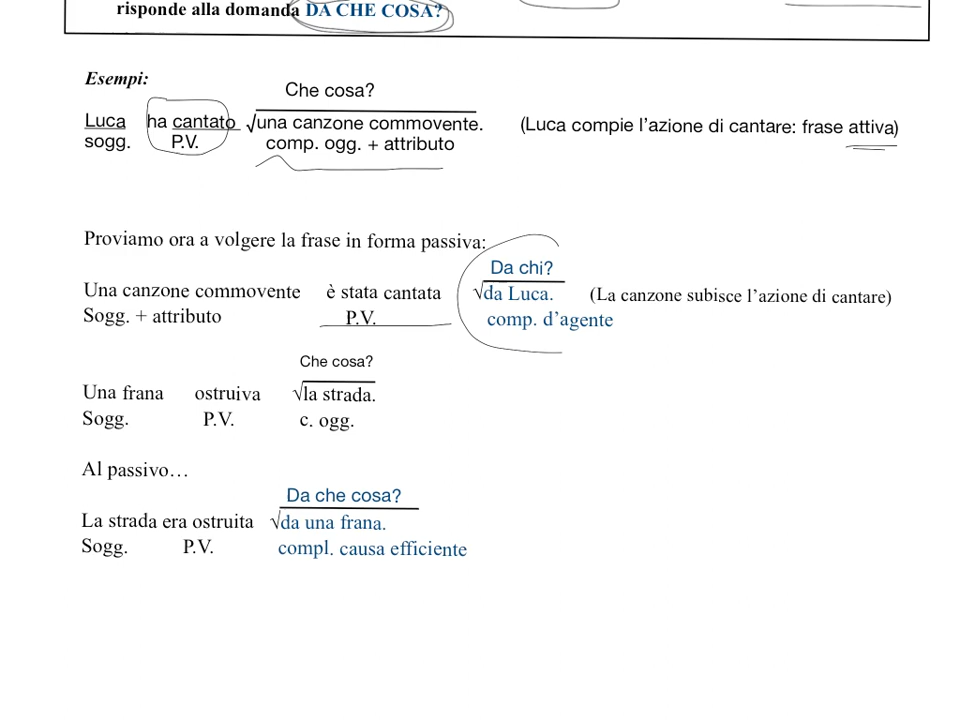 risponde alla domanda DA CHE COSA?
Esempi:
Che cosa?
Luca ha cantato √una canzone commovente. (Luca compie l'azione di cantare: frase attiva)
sogg. P.V. comp. ogg. + attributo
Proviamo ora a volgere la frase in forma passiva:
Da chi?
Una canzone commovente è stata cantata √da Luca. (La canzone subisce l'azione di cantare)
Sogg. + attributo P.V. comp. d'agente
Che cosa?
Una frana ostruiva √la strada.
Sogg. P.V. c. ogg.
Al passivo…
Da che cosa?
La strada era ostruita √da una frana.
Sogg. P.V. compl. causa efficiente